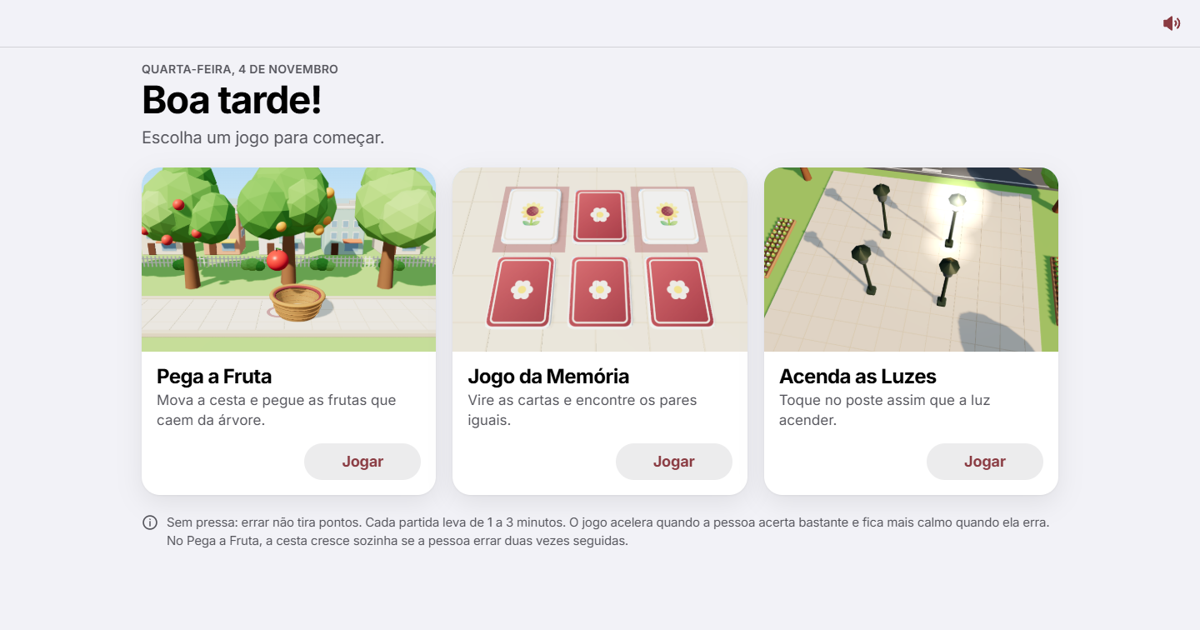 QUARTA-FEIRA, 4 DE NOVEMBRO
Boa tarde!
Escolha um jogo para começar.
Pega a Fruta
Mova a cesta e pegue as frutas que
caem da árvore.
Jogar
Jogo da Memória
Vire as cartas e encontre os pares
iguais.
Jogar
Acenda as Luzes
Toque no poste assim que a luz
acender.
Jogar
Sem pressa: errar não tira pontos. Cada partida leva de 1 a 3 minutos. O jogo acelera quando a pessoa acerta bastante e fica mais calmo quando ela erra.
No Pega a Fruta, a cesta cresce sozinha se a pessoa errar duas vezes seguidas.